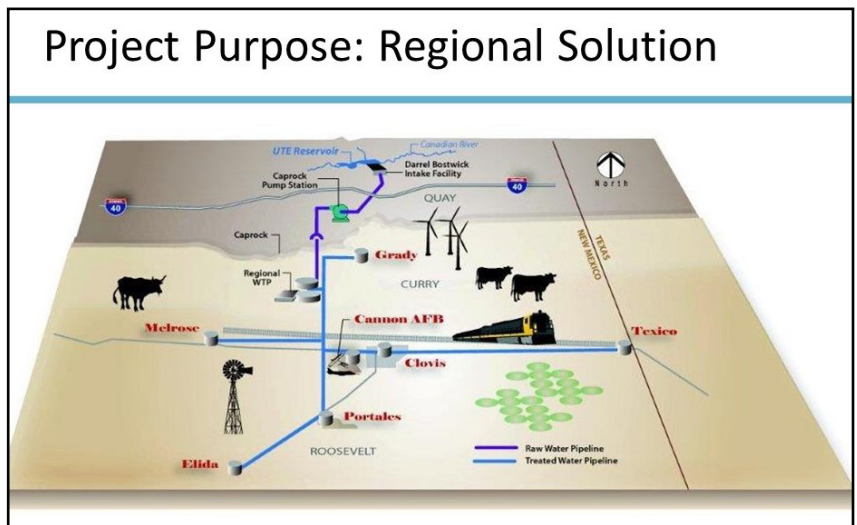 Project Purpose: Regional Solution
UTE Reservoir
Canadian River
Darrel Bostwick
Intake Facility
Caprock
Pump Station
North
40
40
QUAY
Caprock
TEXAS
NEW MEXICO
Grady
Regional
WTP
CURRY
Cannon AFB
Melrose
Texico
Clovis
Portales
ROOSEVELT
Raw Water Pipeline
Elida
Treated Water Pipeline